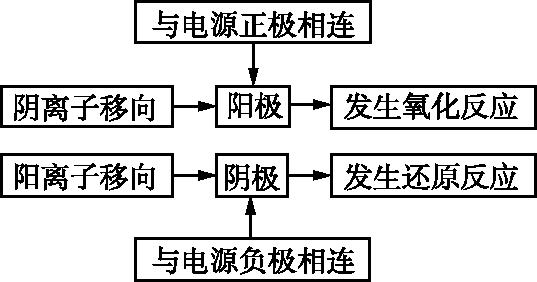 与电源正极相连
阴离子移向 阳极 发生氧化反应
阳离子移向 阴极 发生还原反应
与电源负极相连